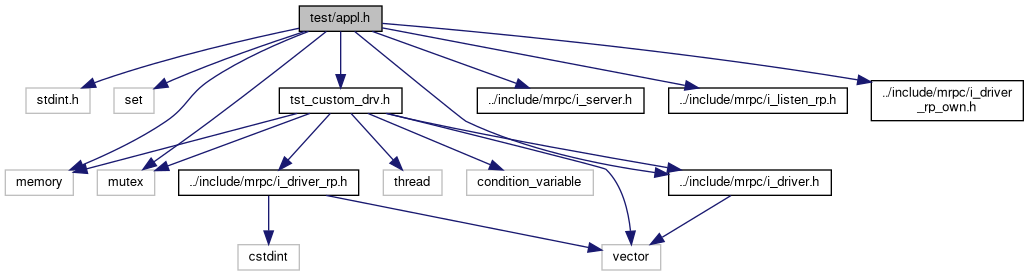 test/appl.h
stdint.h
set
tst_custom_drv.h
../include/mrpc/i_server.h
../include/mrpc/i_listen_rp.h
../include/mrpc/i_driver
_rp_own.h
memory
mutex
../include/mrpc/i_driver_rp.h
thread
condition_variable
../include/mrpc/i_driver.h
cstdint
vector